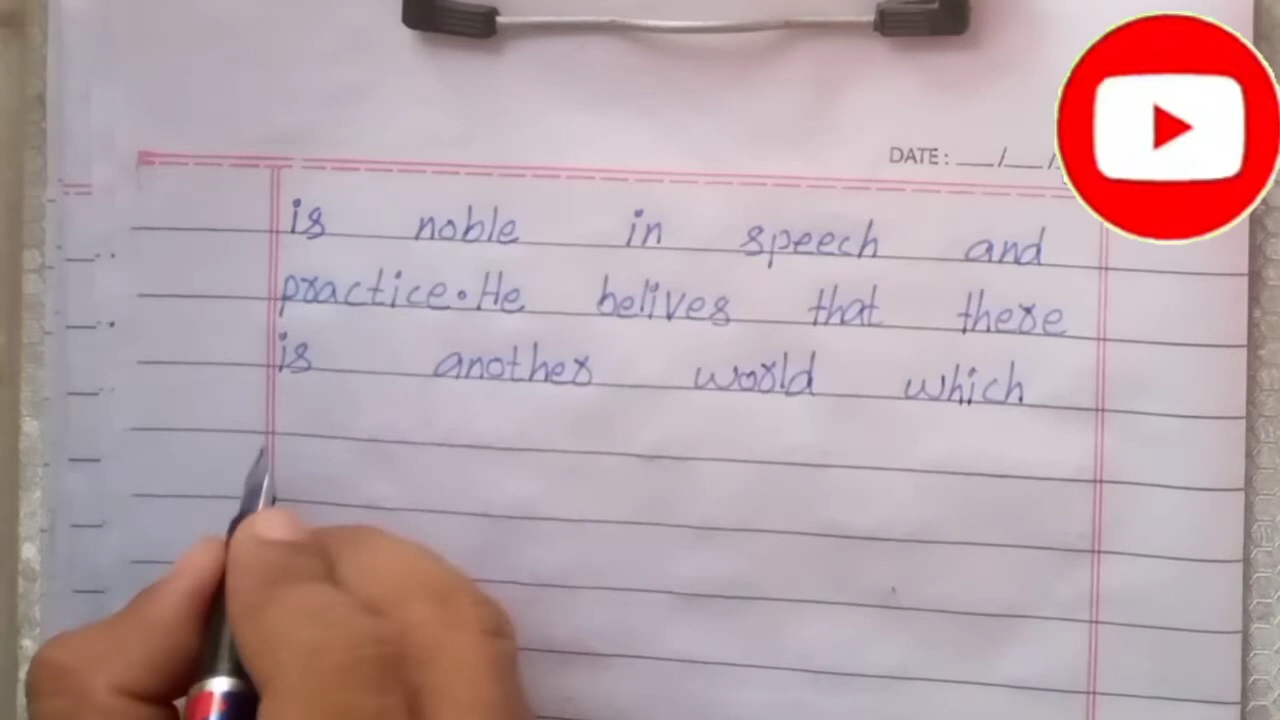 DATE: __/__/
is noble in speech and
practice. He belives that there
is another world which